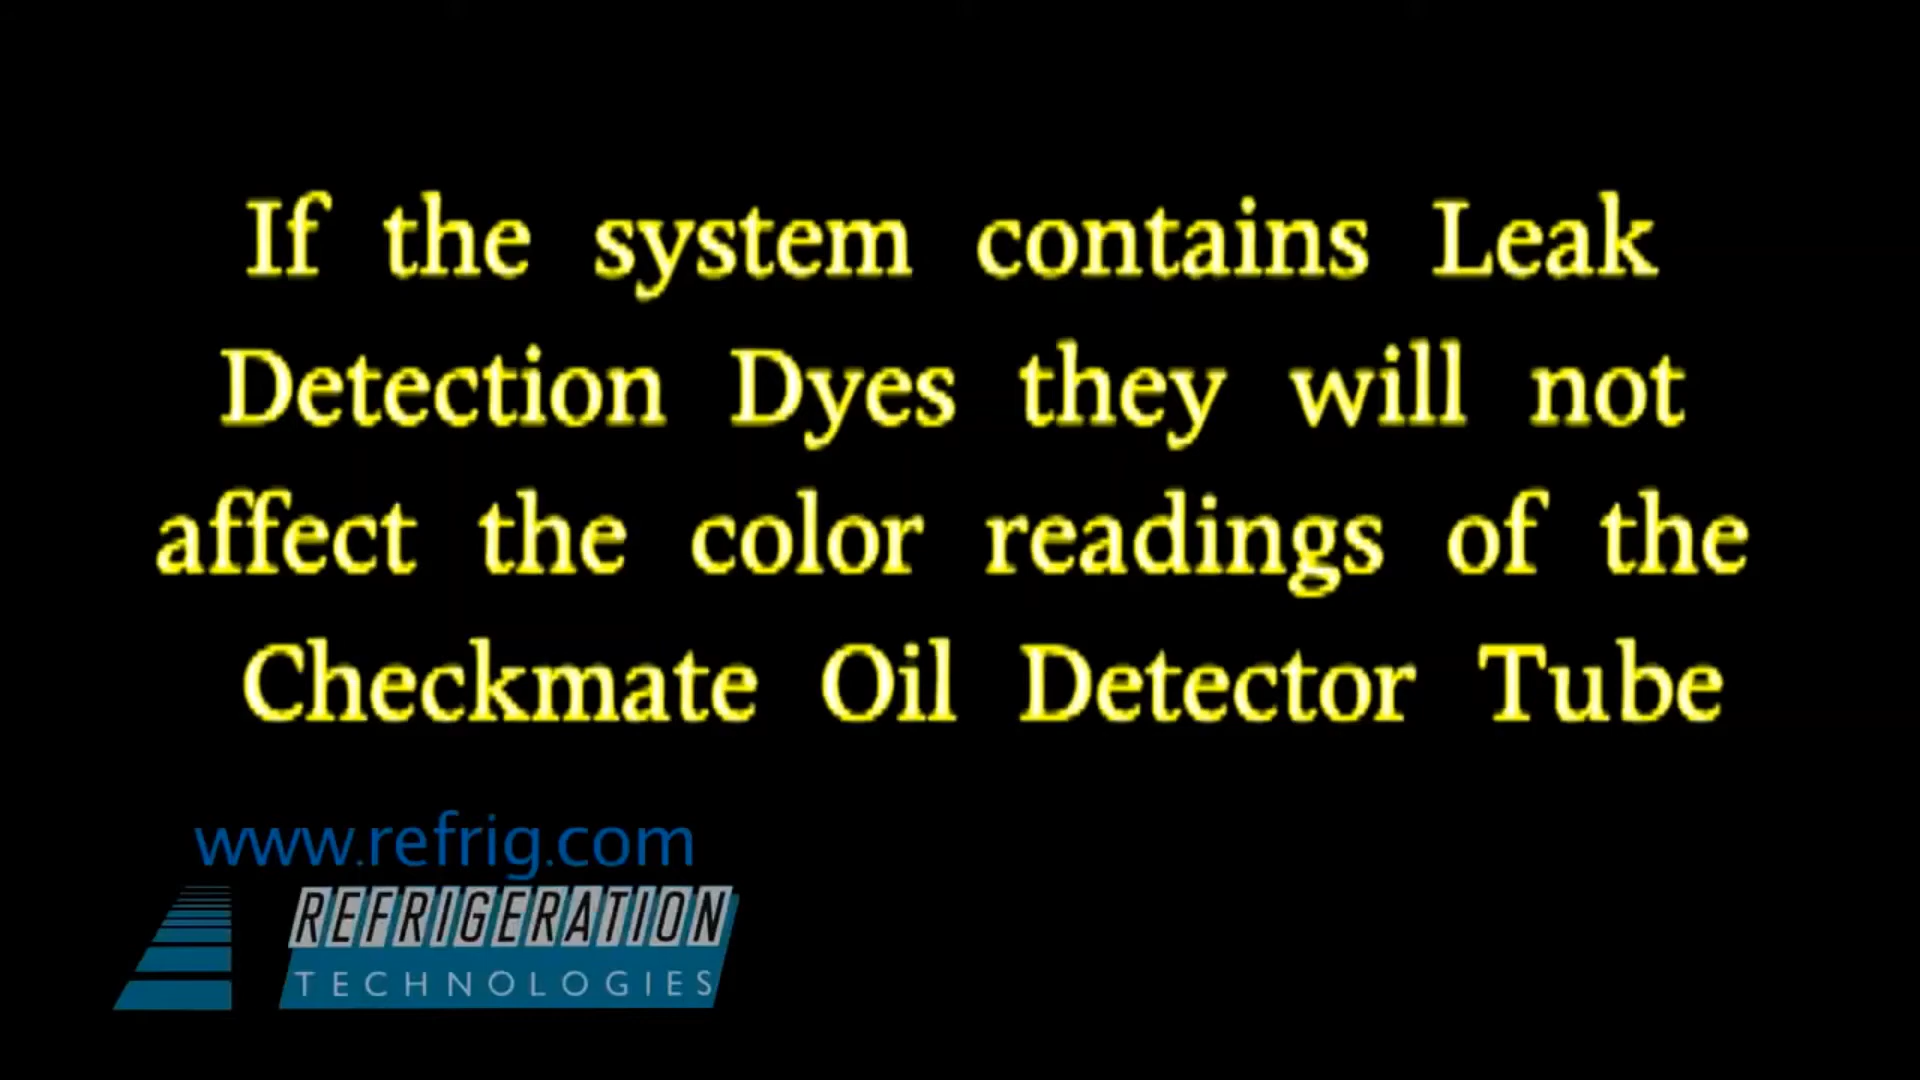 If the system contains Leak
Detection Dyes they will not
affect the color readings of the
Checkmate Oil Detector Tube
www.refrig.com
REFRIGERATION
TECHNOLOGIES